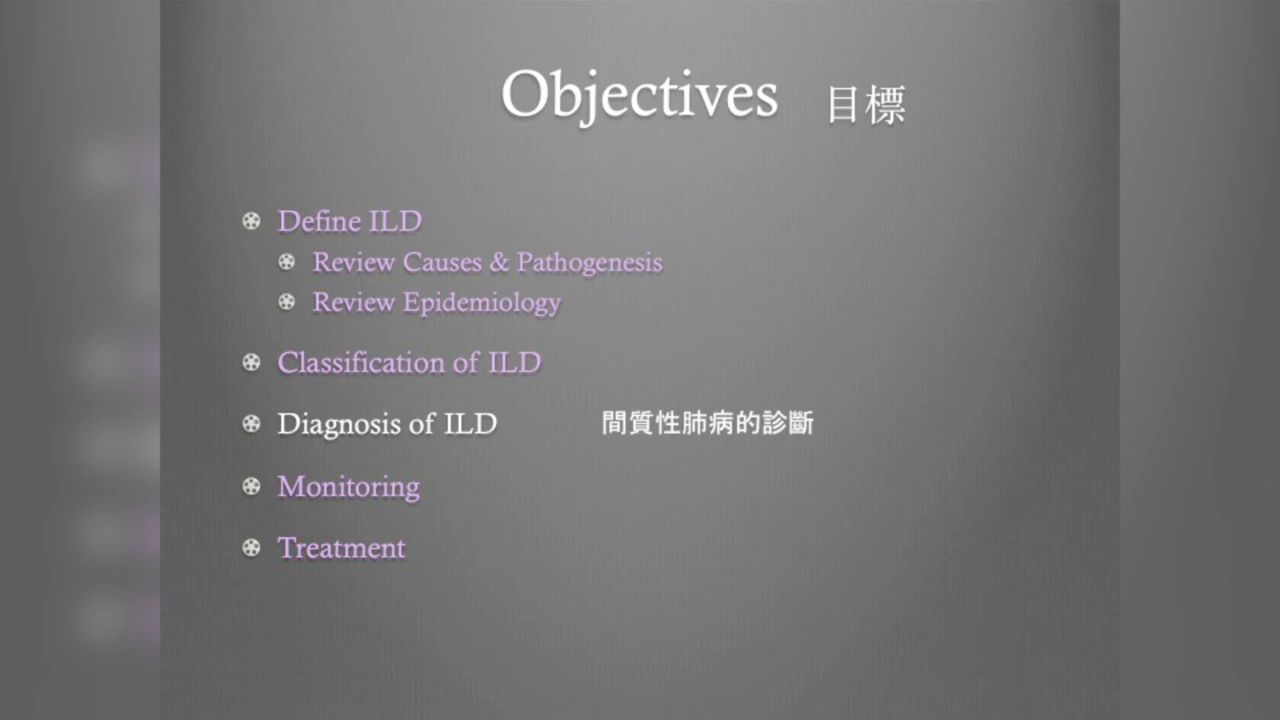 Objectives 目標
Define ILD
Review Causes & Pathogenesis
Review Epidemiology
Classification of ILD
Diagnosis of ILD 間質性肺病的診斷
Monitoring
Treatment